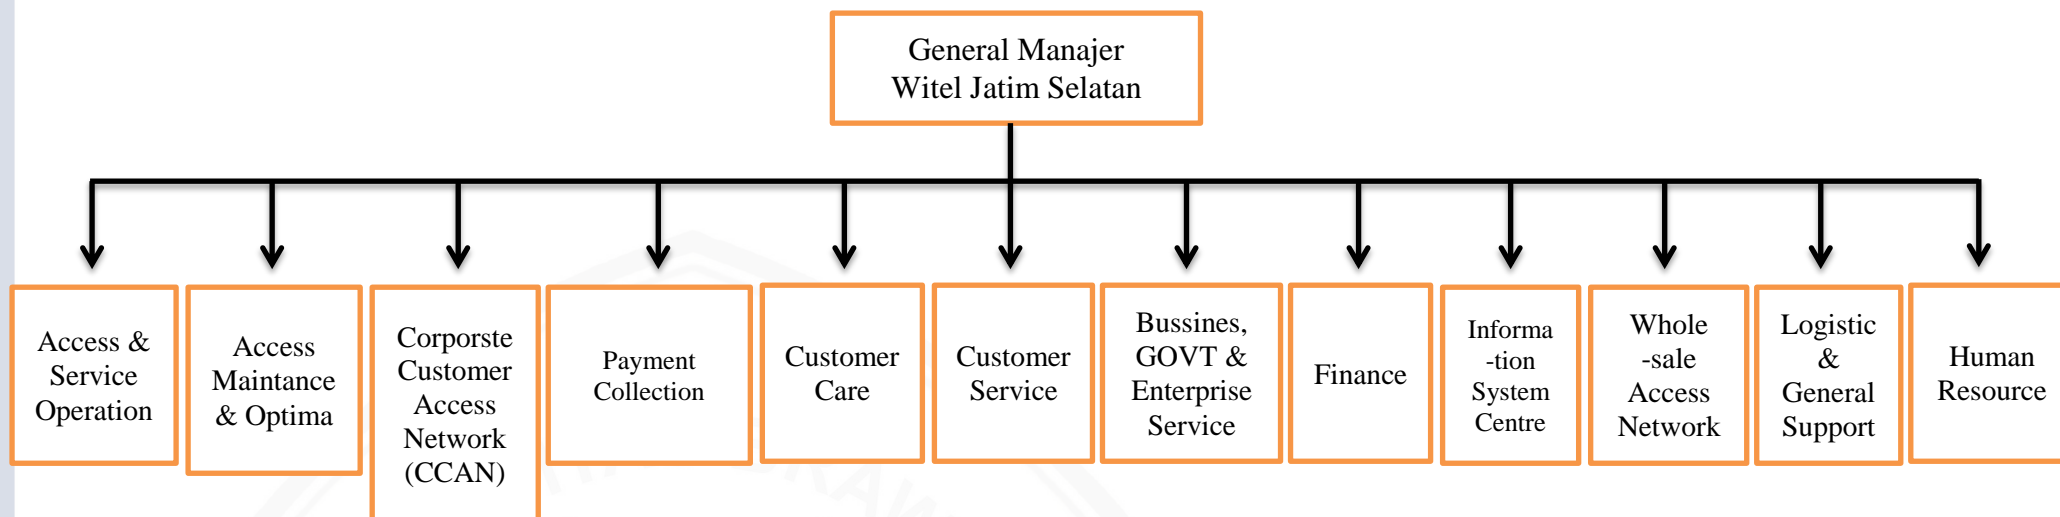 General Manajer
Witel Jatim Selatan
Access &
Service
Operation
Access
Maintance
& Optima
Corporste
Customer
Access
Network
(CCAN)
Payment
Collection
Customer
Care
Customer
Service
Bussines,
GOVT &
Enterprise
Service
Finance
Informa
-tion
System
Centre
Whole
-sale
Access
Network
Logistic
&
General
Support
Human
Resource